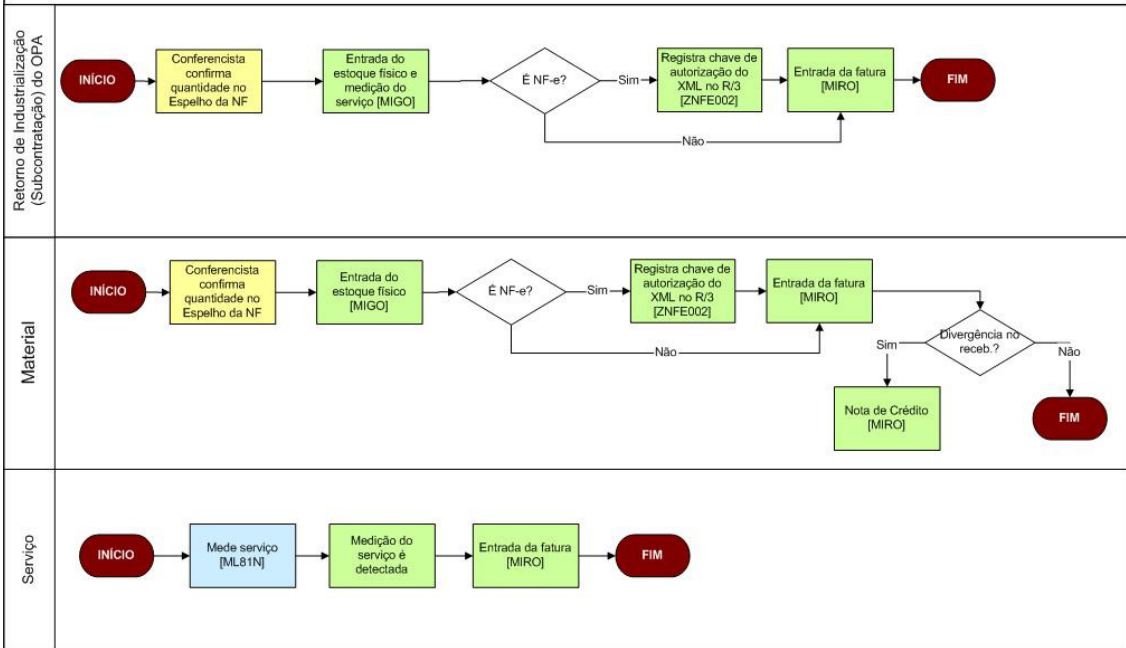 Retorno de Industrialização
(Subcontratação) do OPA
INÍCIO
Conferencista
confirma
quantidade no
Espelho da NF
Entrada do
estoque físico e
medição do
serviço [MIGO]
É NF-e?
Sim
Não
Registra chave de
autorização do
XML no R/3
[ZNFE002]
Entrada da fatura
[MIRO]
FIM
Material
INÍCIO
Conferencista
confirma
quantidade no
Espelho da NF
Entrada do
estoque físico
[MIGO]
É NF-e?
Sim
Não
Registra chave de
autorização do
XML no R/3
[ZNFE002]
Entrada da fatura
[MIRO]
Divergência no
receb.?
Sim
Não
Nota de Crédito
[MIRO]
FIM
Serviço
INÍCIO
Mede serviço
[ML81N]
Medição do
serviço é
detectada
Entrada da fatura
[MIRO]
FIM